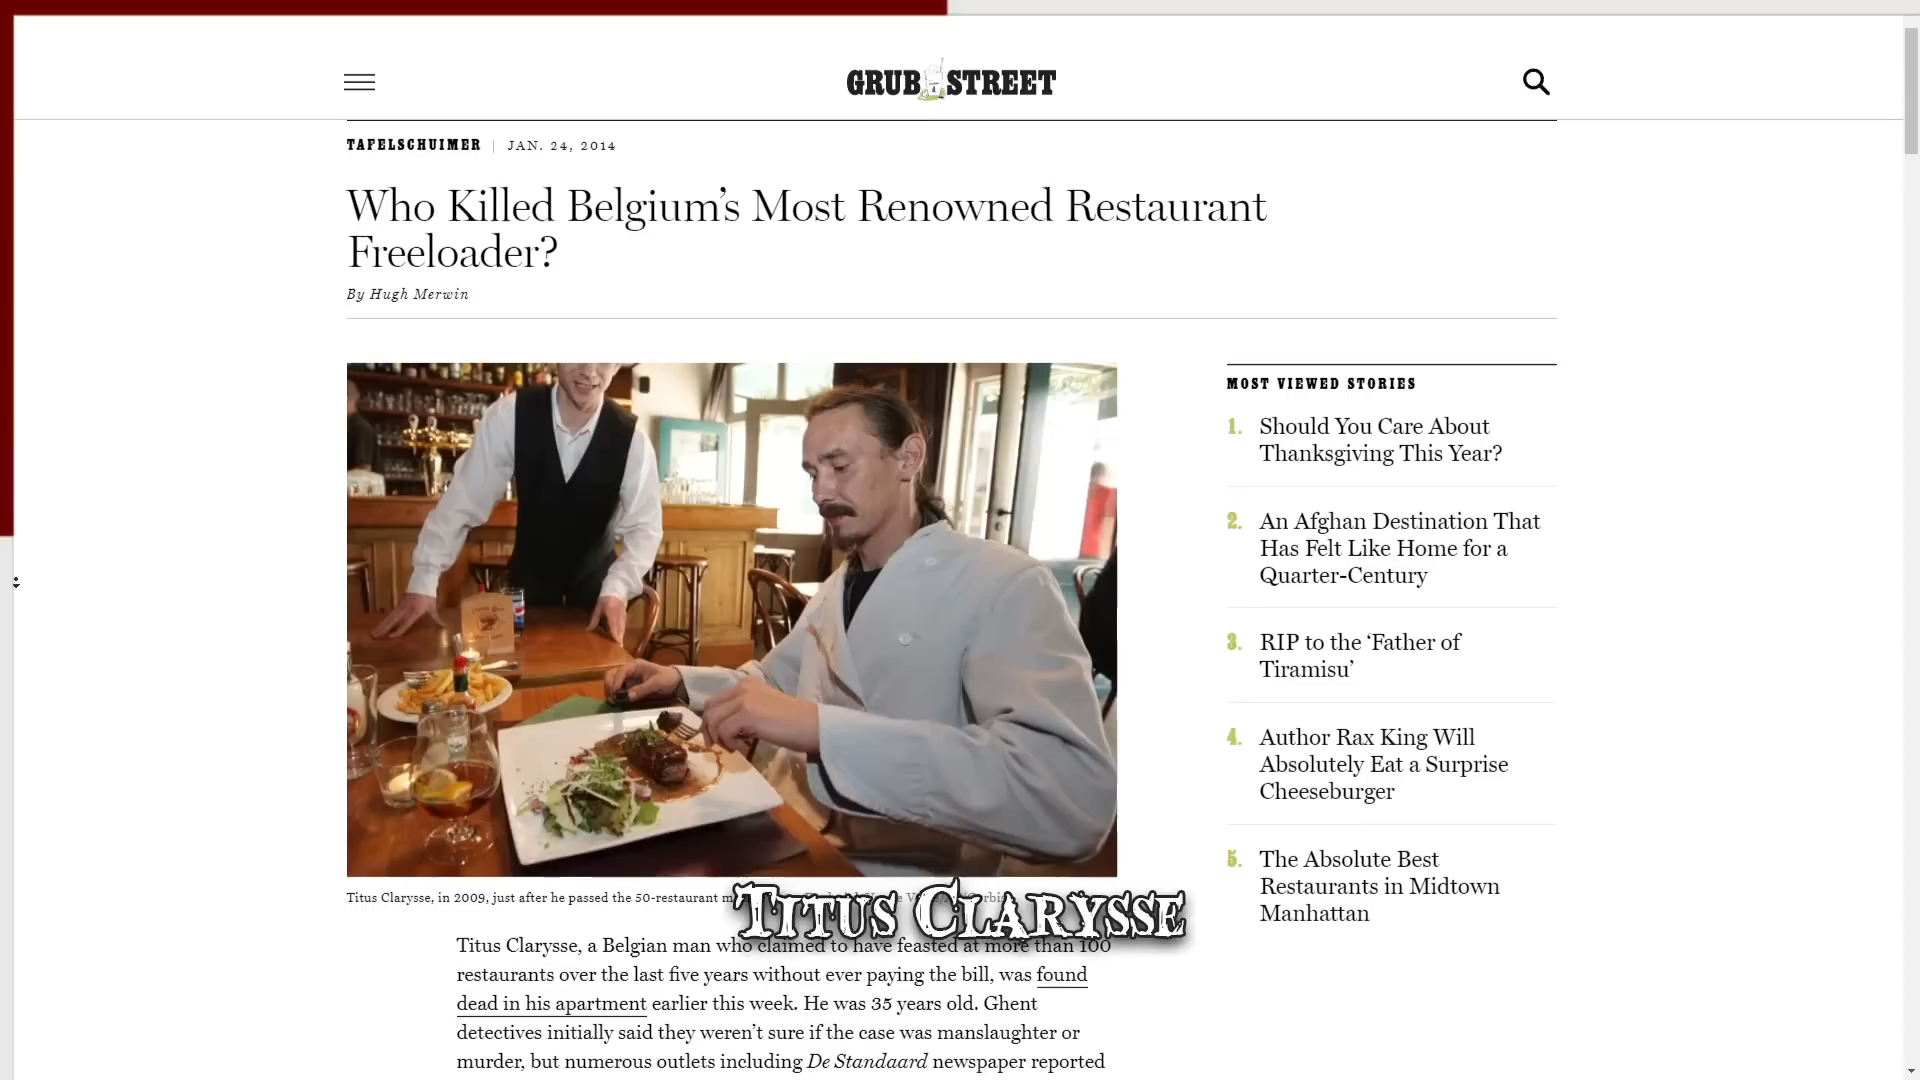 GRUB STREET
TAFELSCHUIMER | JAN. 24, 2014
Who Killed Belgium’s Most Renowned Restaurant
Freeloader?
By Hugh Merwin
Titus Clarysse, in 2009, just after he passed the 50-restaurant
TITUS CLARYSSE
Titus Clarysse, a Belgian man who claimed to have feasted at more than 100
restaurants over the last five years without ever paying the bill, was found
dead in his apartment earlier this week. He was 35 years old. Ghent
detectives initially said they weren’t sure if the case was manslaughter or
murder, but numerous outlets including De Standaard newspaper reported
MOST VIEWED STORIES
1. Should You Care About
Thanksgiving This Year?
2. An Afghan Destination That
Has Felt Like Home for a
Quarter-Century
3. RIP to the ‘Father of
Tiramisu’
4. Author Rax King Will
Absolutely Eat a Surprise
Cheeseburger
5. The Absolute Best
Restaurants in Midtown
Manhattan